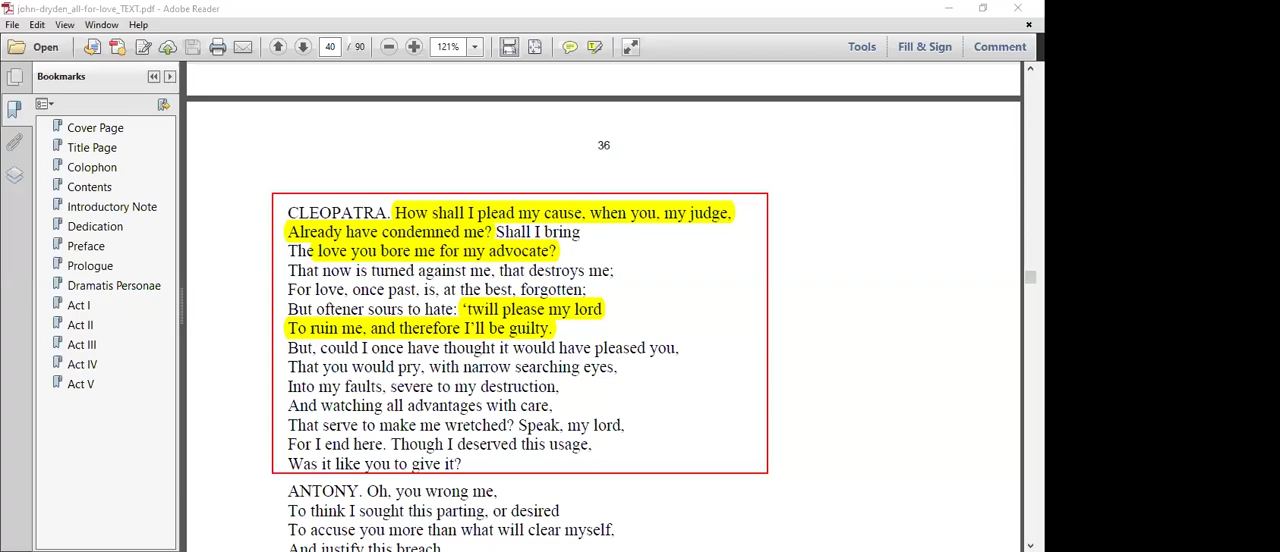 john-dryden_all-for-love_TEXT.pdf - Adobe Reader
File Edit View Window Help
Open 40 / 90 121% Tools Fill & Sign Comment
Bookmarks
Cover Page
Title Page
Colophon
Contents
Introductory Note
Dedication
Preface
Prologue
Dramatis Personae
Act I
Act II
Act III
Act IV
Act V
36
CLEOPATRA. How shall I plead my cause, when you, my judge,
Already have condemned me? Shall I bring
The love you bore me for my advocate?
That now is turned against me, that destroys me;
For love, once past, is, at the best, forgotten;
But oftener sours to hate: ‘twill please my lord
To ruin me, and therefore I’ll be guilty.
But, could I once have thought it would have pleased you,
That you would pry, with narrow searching eyes,
Into my faults, severe to my destruction,
And watching all advantages with care,
That serve to make me wretched? Speak, my lord,
For I end here. Though I deserved this usage,
Was it like you to give it?
ANTONY. Oh, you wrong me,
To think I sought this parting, or desired
To accuse you more than what will clear myself,
And justify this breach